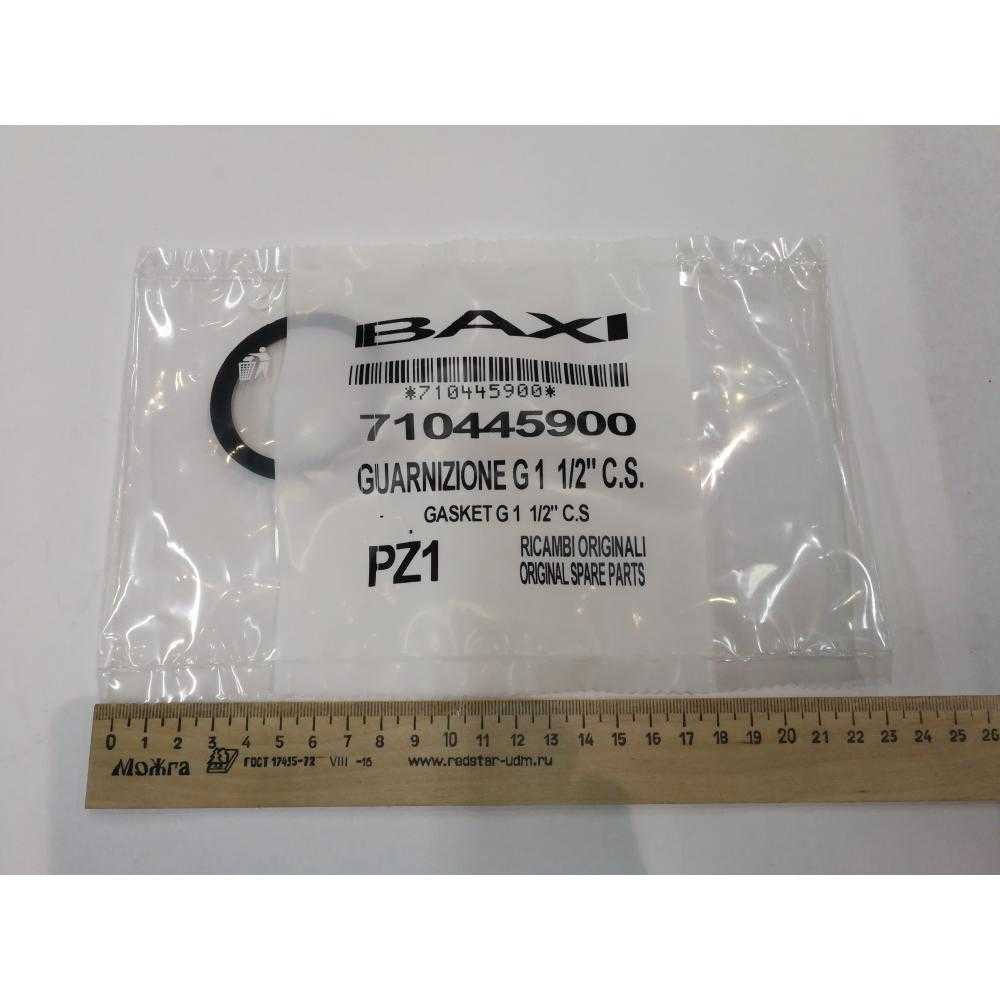 BAXI
*710445900*
710445900
GUARNIZIONE G 1 1/2" C.S.
GASKET G 1 1/2" C.S
PZ1
RICAMBI ORIGINALI
ORIGINAL SPARE PARTS
0 1 2 3 4 5 6 7 8 9 10 11 12 13 14 15 16 17 18 19 20 21 22 23 24 25 26
Можга ГОСТ 17435-72 VIII -16 www.redstar-udm.ru